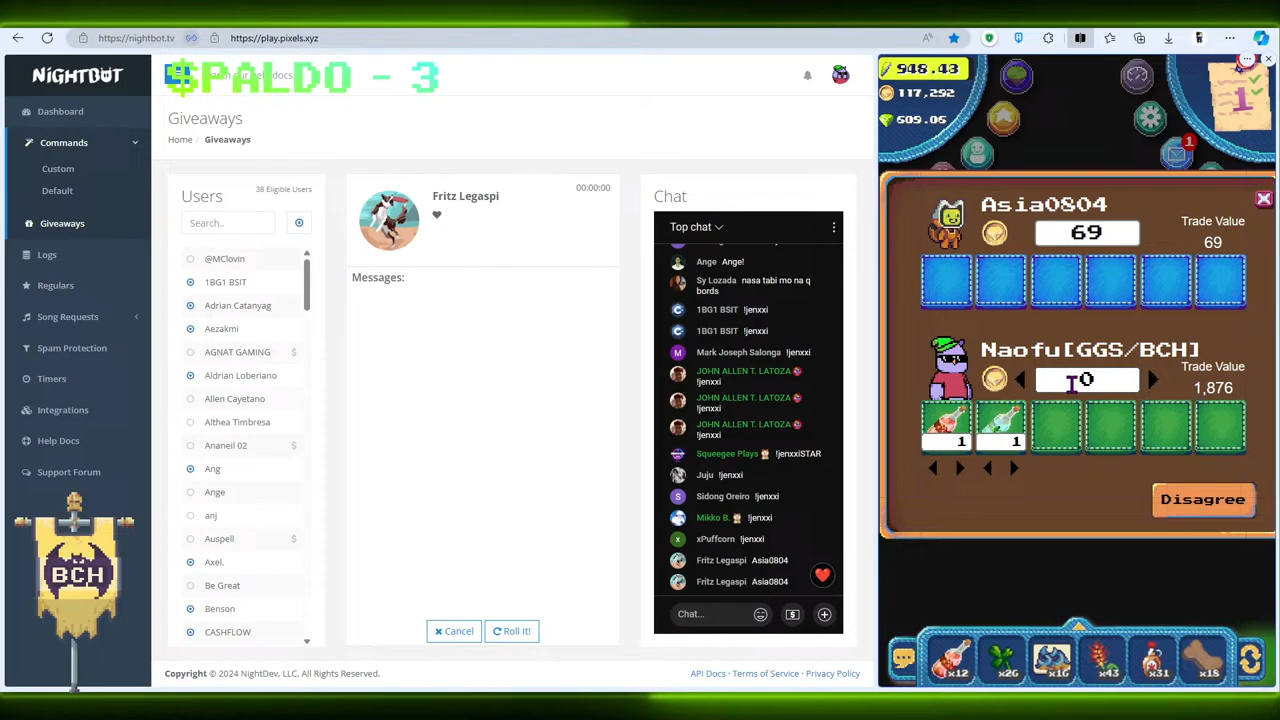 https://nightbot.tv
https://play.pixels.xyz
NIGHTBOT
$PALDO - 3
Dashboard
Commands
Custom
Default
Giveaways
Logs
Regulars
Song Requests
Spam Protection
Timers
Integrations
Help Docs
Support Forum
BCH
Giveaways
Home Giveaways
Users
38 Eligible Users
Search...
@MClovin
1BG1 BSIT
Adrian Catanyag
Aezakmi
AGNAT GAMING $
Aldrian Loberiano
Allen Cayetano
Althea Timbresa
Ananeil 02 $
Ang
Ange
anj
Auspell $
Axel.
Be Great
Benson
CASHFLOW
Fritz Legaspi
00:00:00
Messages:
Cancel
Roll It!
Chat
Top chat
Ange Ange!
Sy Lozada nasa tabi mo na q
bords
1BG1 BSIT !jenxxi
1BG1 BSIT !jenxxi
Mark Joseph Salonga !jenxxi
JOHN ALLEN T. LATOZA
!jenxxi
JOHN ALLEN T. LATOZA
!jenxxi
JOHN ALLEN T. LATOZA
!jenxxi
Squeegee Plays !jenxxiSTAR
Juju !jenxxi
Sidong Oreiro !jenxxi
Mikko B. !jenxxi
xPuffcorn !jenxxi
Fritz Legaspi Asia0804
Fritz Legaspi Asia0804
Chat...
Copyright © 2024 NightDev, LLC. All Rights Reserved.
API Docs - Terms of Service - Privacy Policy
948.43
117,292
609.06
1
1
Asia0804
69
Trade Value
69
Naofu[GGS/BCH]
0
Trade Value
1,876
1
1
Disagree
x12
x26
x16
x43
x31
x18